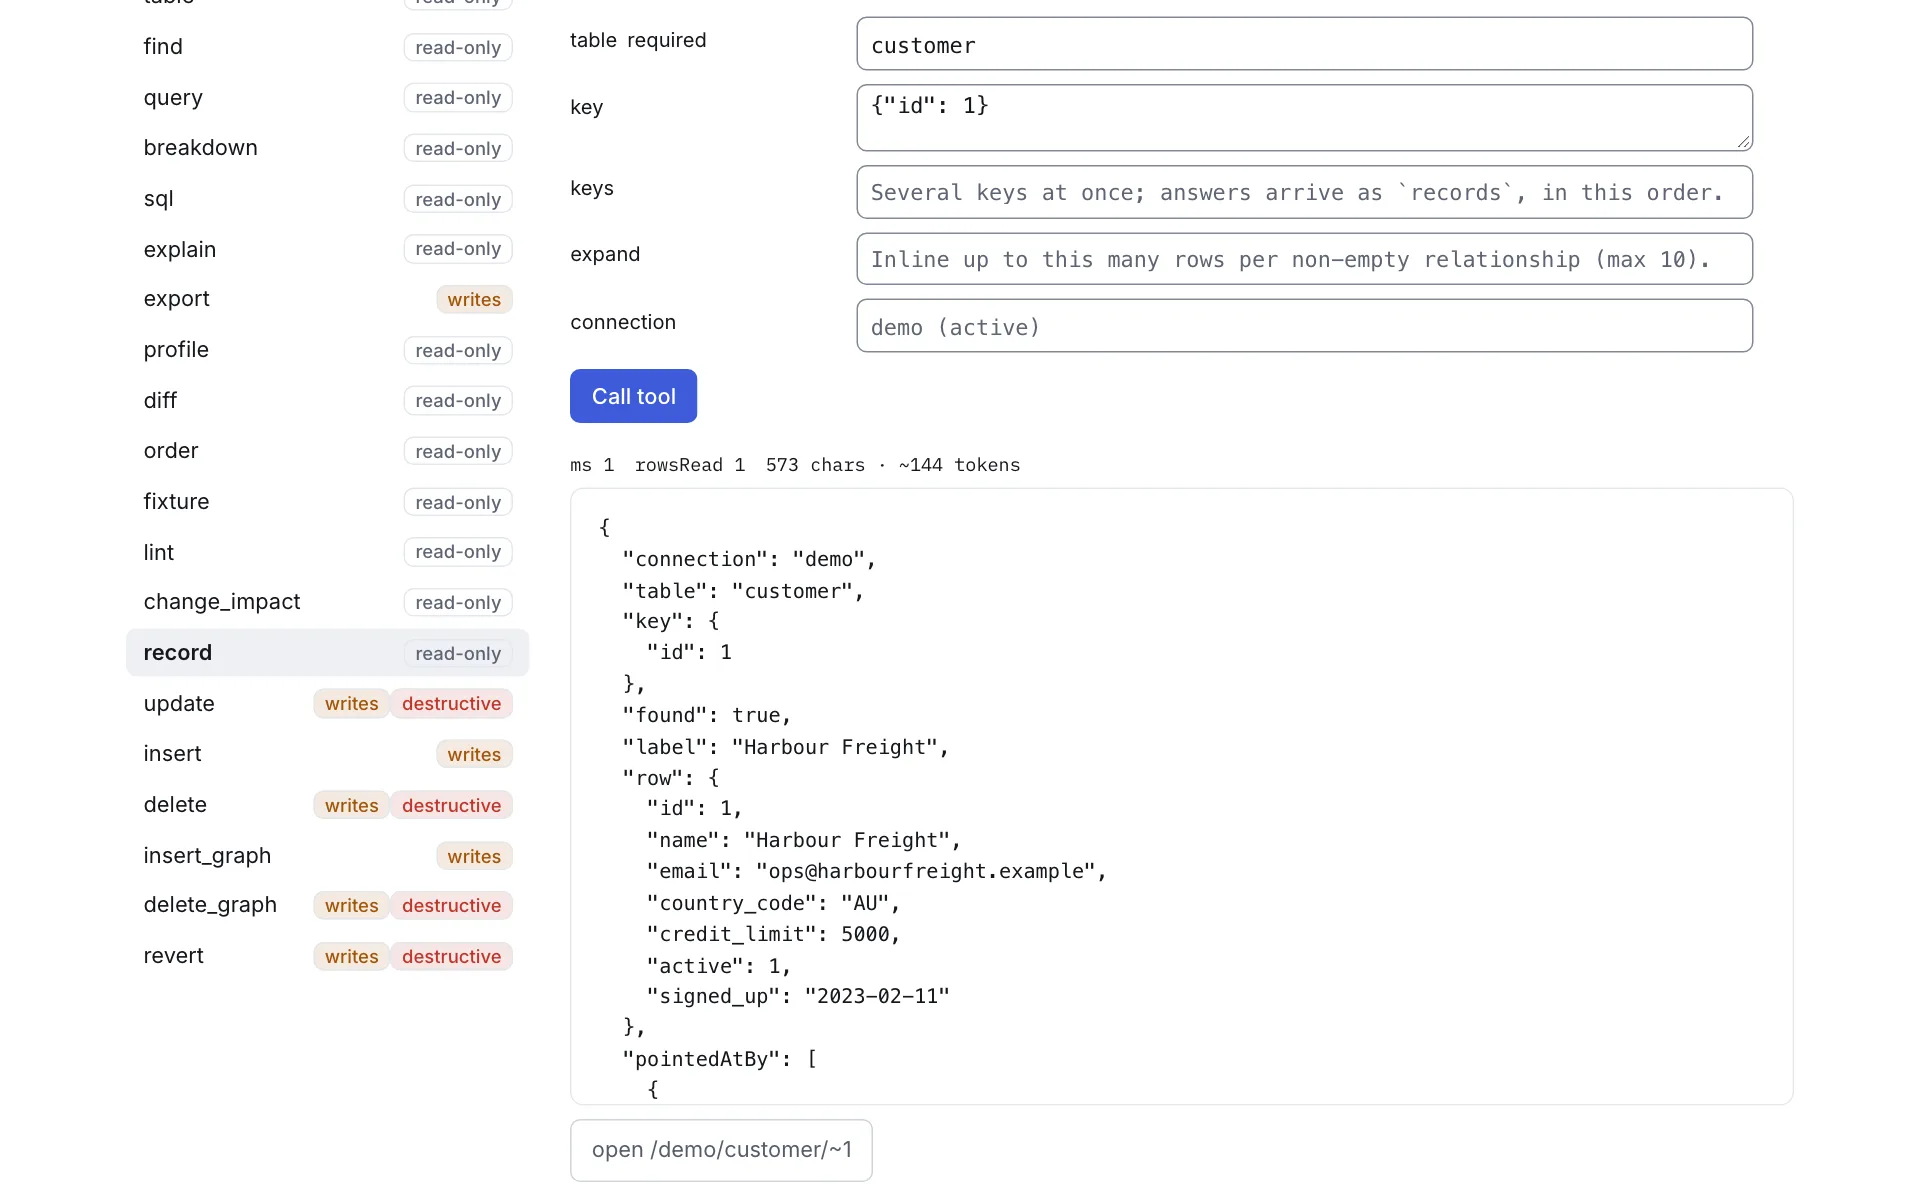 find read-only
query read-only
breakdown read-only
sql read-only
explain read-only
export writes
profile read-only
diff read-only
order read-only
fixture read-only
lint read-only
change_impact read-only
record read-only
update writes destructive
insert writes
delete writes destructive
insert_graph writes
delete_graph writes destructive
revert writes destructive
table required customer
key {"id": 1}
keys Several keys at once; answers arrive as `records`, in this order.
expand Inline up to this many rows per non-empty relationship (max 10).
connection demo (active)
Call tool
ms 1 rowsRead 1 573 chars · ~144 tokens
{
"connection": "demo",
"table": "customer",
"key": {
"id": 1
},
"found": true,
"label": "Harbour Freight",
"row": {
"id": 1,
"name": "Harbour Freight",
"email": "ops@harbourfreight.example",
"country_code": "AU",
"credit_limit": 5000,
"active": 1,
"signed_up": "2023-02-11"
},
"pointedAtBy": [
{
open /demo/customer/~1